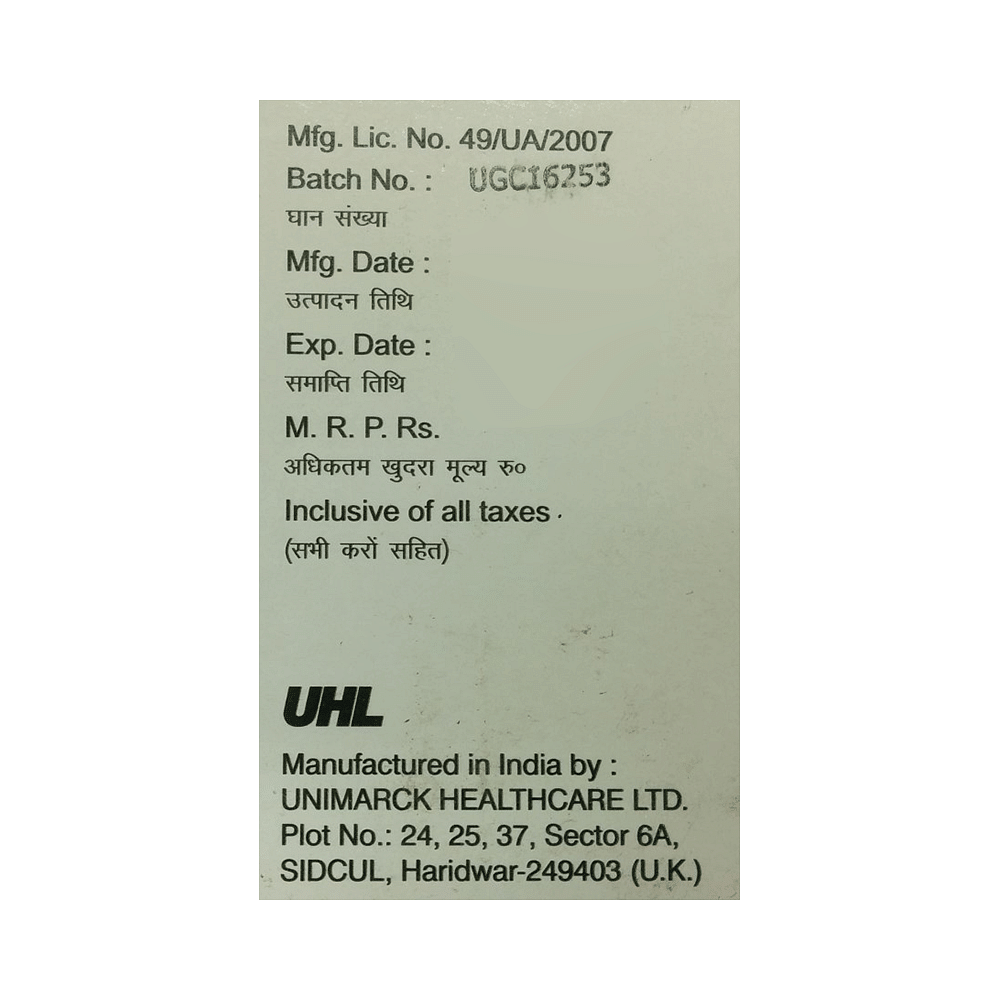 Mfg. Lic. No. 49/UA/2007
Batch No. : UGC16253
घान संख्या
Mfg. Date :
उत्पादन तिथि
Exp. Date :
समाप्ति तिथि
M. R. P. Rs.
अधिकतम खुदरा मूल्य रु०
Inclusive of all taxes
(सभी करों सहित)
UHL
Manufactured in India by :
UNIMARCK HEALTHCARE LTD.
Plot No.: 24, 25, 37, Sector 6A,
SIDCUL, Haridwar-249403 (U.K.)